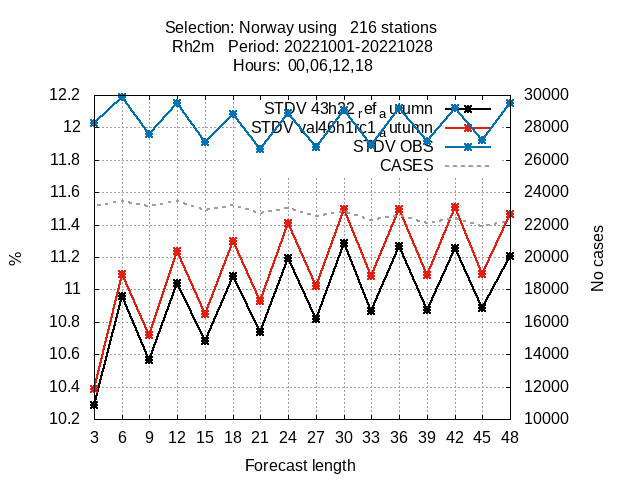 Selection: Norway using 216 stations
Rh2m Period: 20221001-20221028
Hours: 00,06,12,18
STDV 43h22_ref_autumn
STDV val46h1rc1_autumn
STDV OBS
CASES
12.2
12
11.8
11.6
11.4
11.2
11
10.8
10.6
10.4
10.2
%
30000
28000
26000
24000
22000
20000
18000
16000
14000
12000
10000
No cases
3 6 9 12 15 18 21 24 27 30 33 36 39 42 45 48
Forecast length